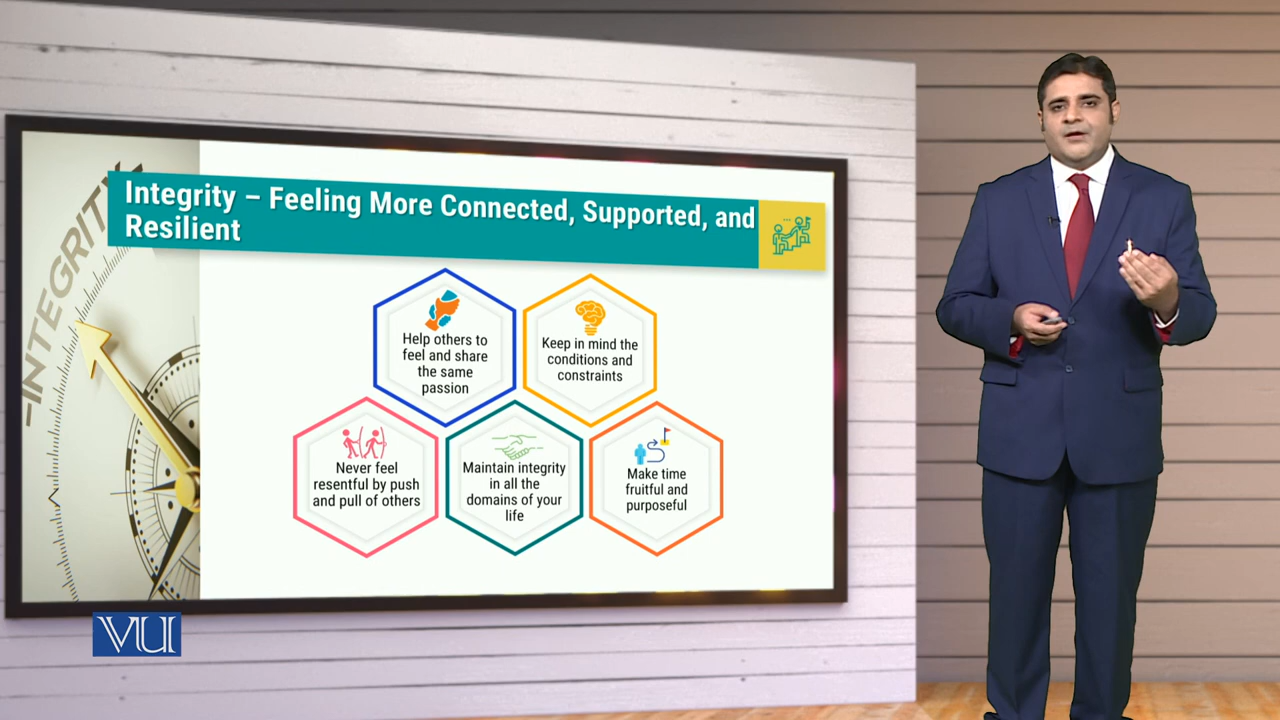 INTEGRITY
Integrity – Feeling More Connected, Supported, and
Resilient
Help others to
feel and share
the same
passion
Keep in mind the
conditions and
constraints
Never feel
resentful by push
and pull of others
Maintain integrity
in all the
domains of your
life
Make time
fruitful and
purposeful
VU